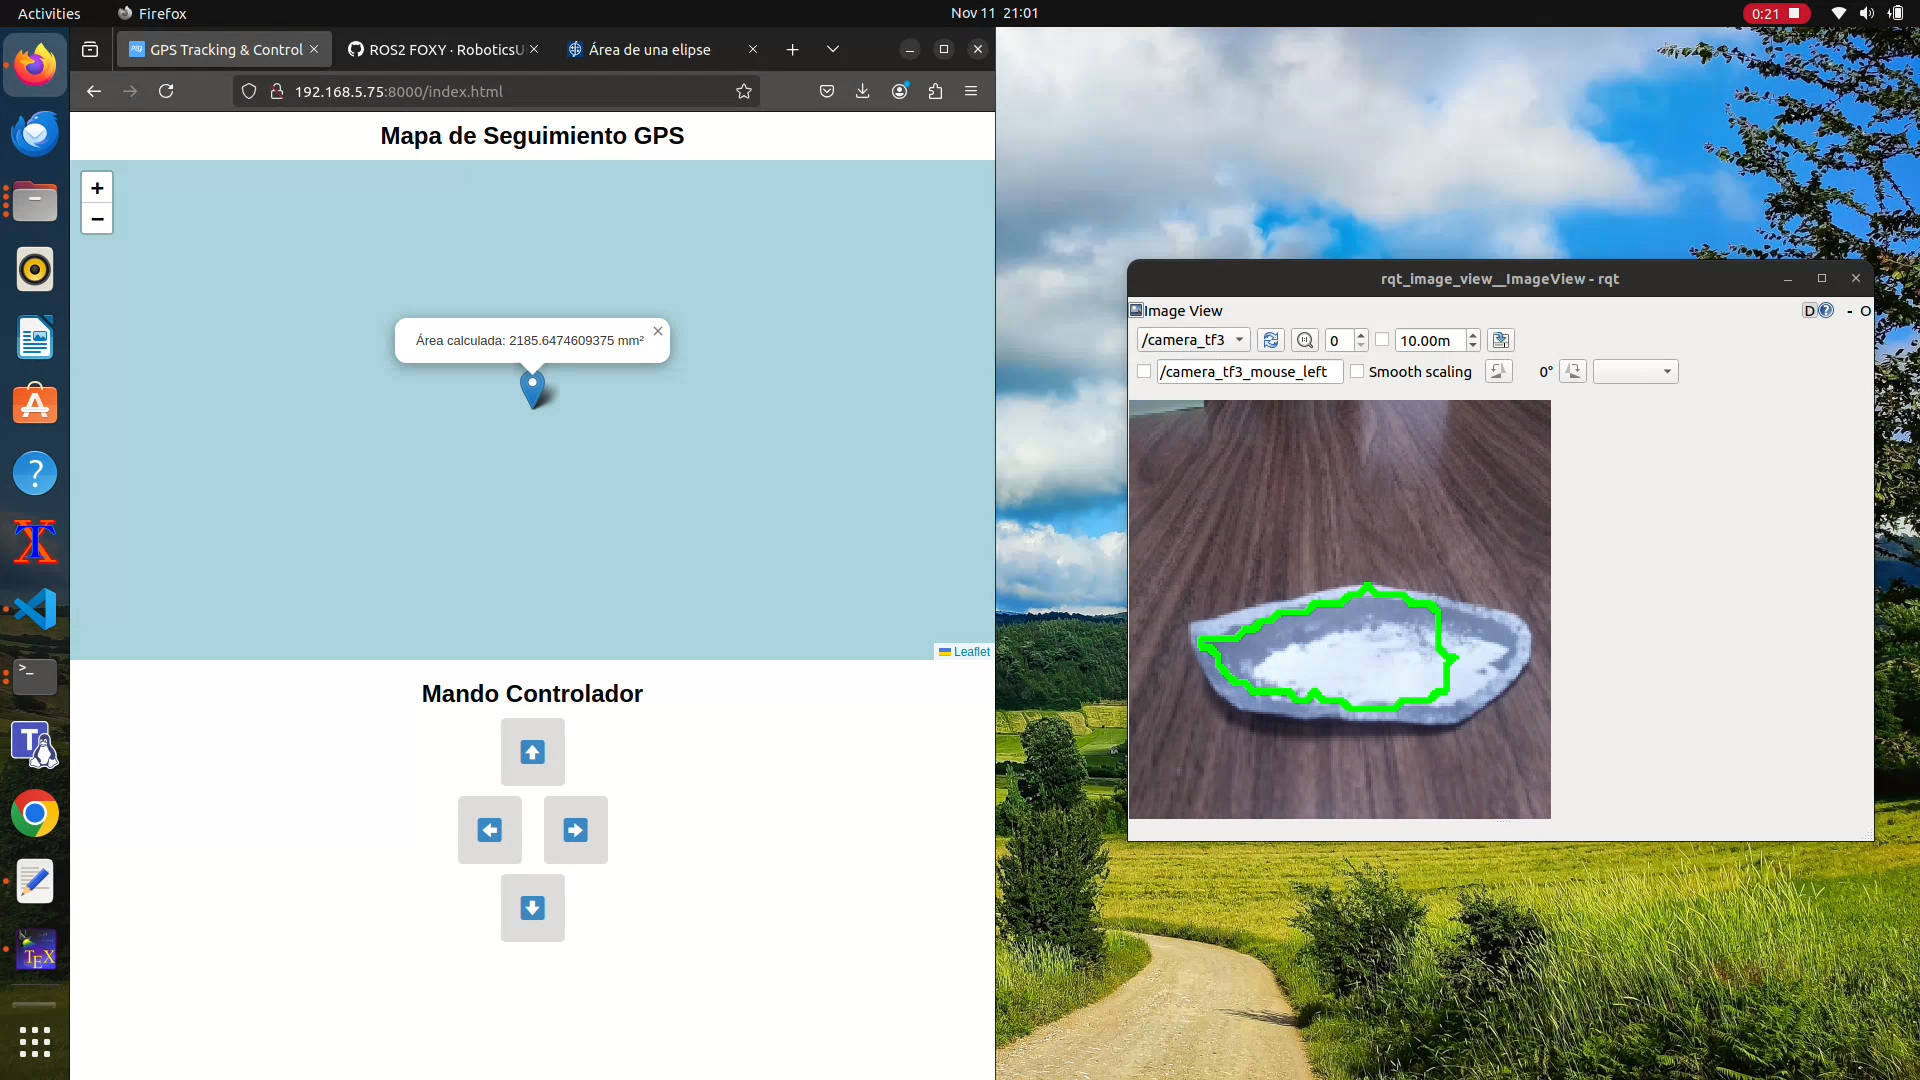 Activities
Firefox
Nov 11 21:01
0:21
GPS Tracking & Control
ROS2 FOXY · RoboticsU
Área de una elipse
192.168.5.75:8000/index.html
Mapa de Seguimiento GPS
+
−
Área calculada: 2185.6474609375 mm²
Leaflet
Mando Controlador
rqt_image_view__ImageView - rqt
Image View
D
- O
/camera_tf3
0
10.00m
/camera_tf3_mouse_left
Smooth scaling
0°